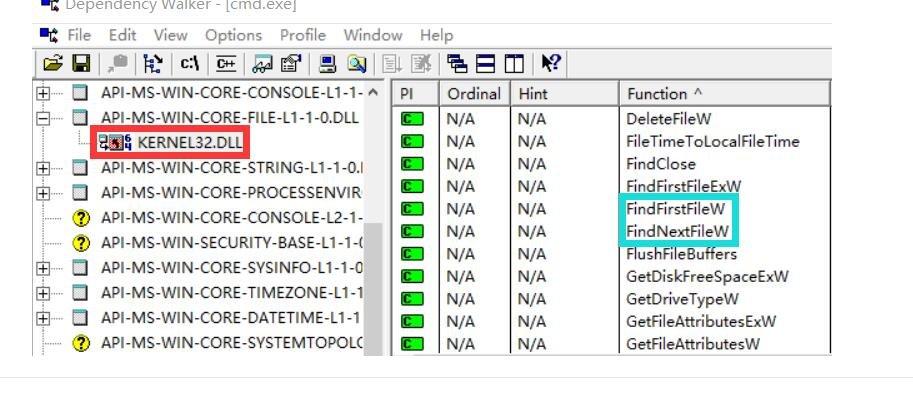 Dependency Walker - [cmd.exe]
File Edit View Options Profile Window Help
C:\ C++
API-MS-WIN-CORE-CONSOLE-L1-1-
API-MS-WIN-CORE-FILE-L1-1-0.DLL
64 KERNEL32.DLL
API-MS-WIN-CORE-STRING-L1-1-0.
API-MS-WIN-CORE-PROCESSENVIR
API-MS-WIN-CORE-CONSOLE-L2-1-
API-MS-WIN-SECURITY-BASE-L1-1-0
API-MS-WIN-CORE-SYSINFO-L1-1-0
API-MS-WIN-CORE-TIMEZONE-L1-1
API-MS-WIN-CORE-DATETIME-L1-1
API-MS-WIN-CORE-SYSTEMTOPOLO
PI Ordinal Hint Function ^
C N/A N/A DeleteFileW
C N/A N/A FileTimeToLocalFileTime
C N/A N/A FindClose
C N/A N/A FindFirstFileExW
C N/A N/A FindFirstFileW
C N/A N/A FindNextFileW
C N/A N/A FlushFileBuffers
C N/A N/A GetDiskFreeSpaceExW
C N/A N/A GetDriveTypeW
C N/A N/A GetFileAttributesExW
C N/A N/A GetFileAttributesW